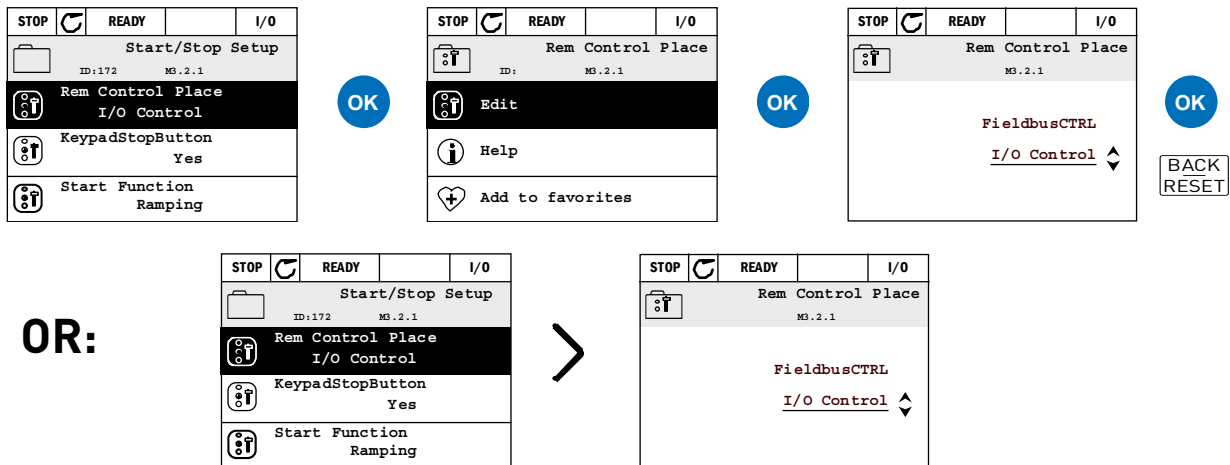 STOP READY I/O
Start/Stop Setup
ID:172 M3.2.1
Rem Control Place
I/O Control
KeypadStopButton
Yes
Start Function
Ramping
OK
STOP READY I/O
Rem Control Place
ID: M3.2.1
Edit
Help
Add to favorites
OK
STOP READY I/O
Rem Control Place
M3.2.1
FieldbusCTRL
I/O Control
OK
BACK
RESET
OR:
STOP READY I/O
Start/Stop Setup
ID:172 M3.2.1
Rem Control Place
I/O Control
KeypadStopButton
Yes
Start Function
Ramping
STOP READY I/O
Rem Control Place
M3.2.1
FieldbusCTRL
I/O Control